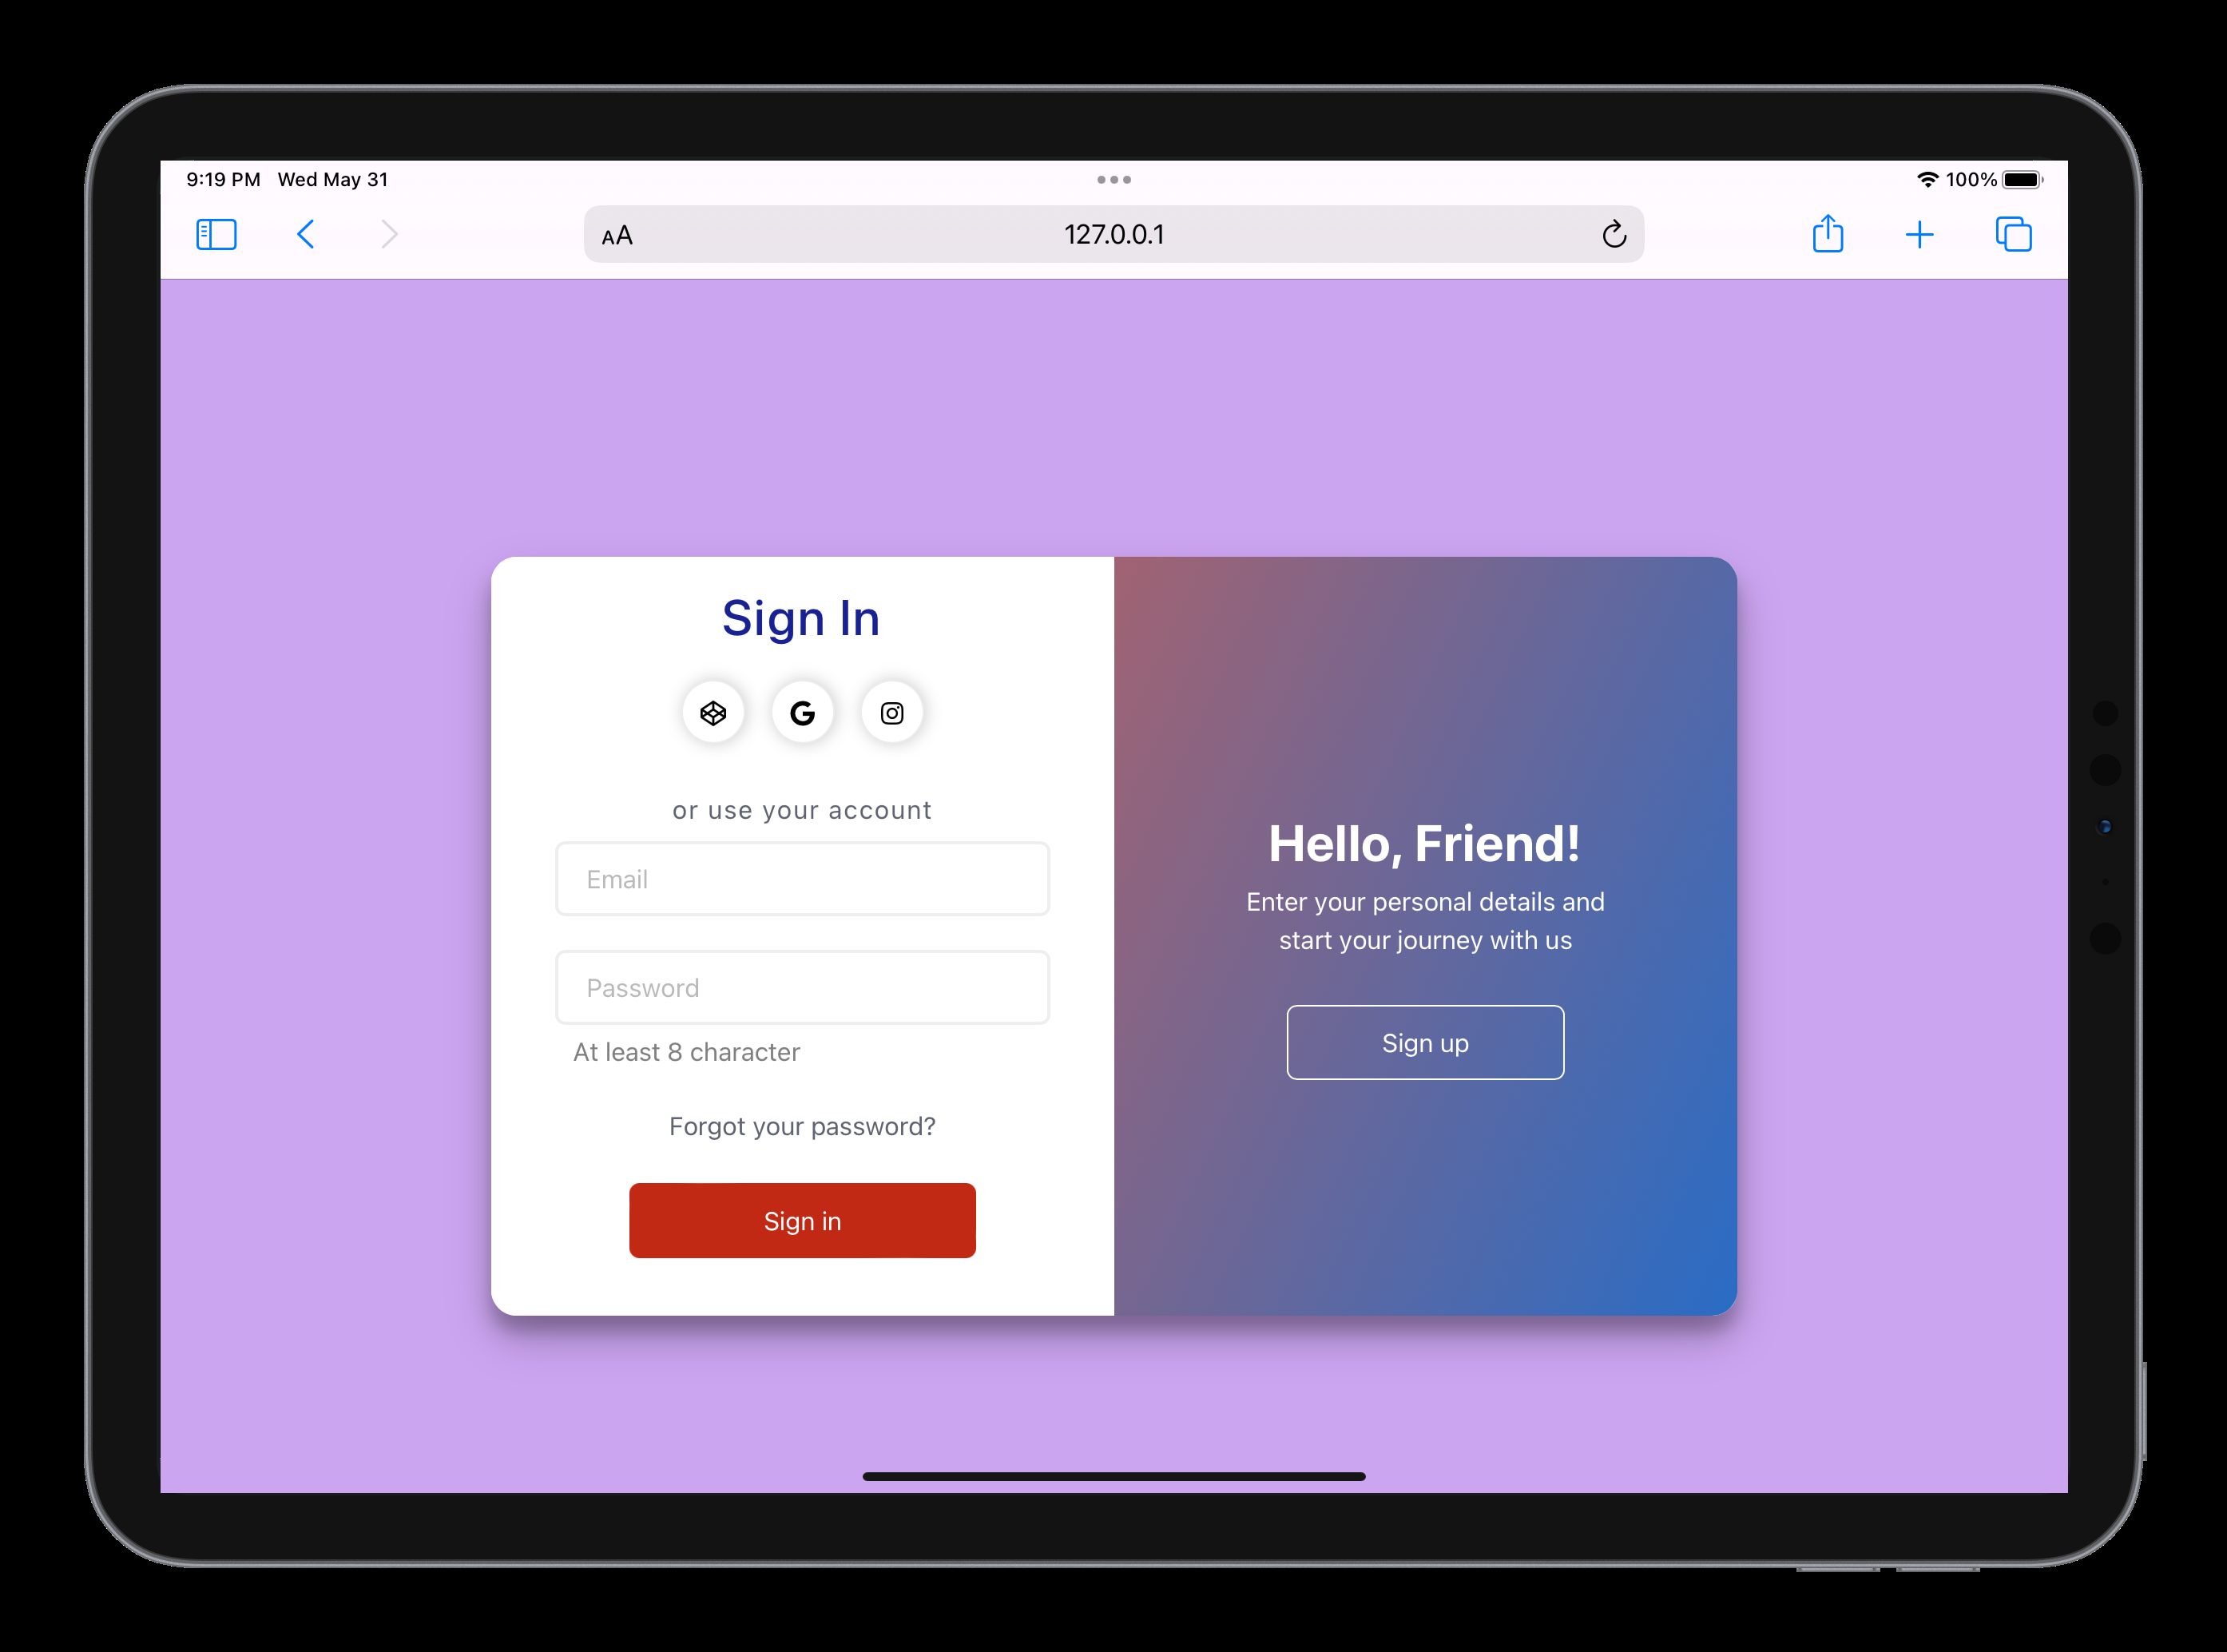 9:19 PM Wed May 31
100%
AA
127.0.0.1
Sign In
or use your account
Email
Password
At least 8 character
Forgot your password?
Sign in
Hello, Friend!
Enter your personal details and
start your journey with us
Sign up